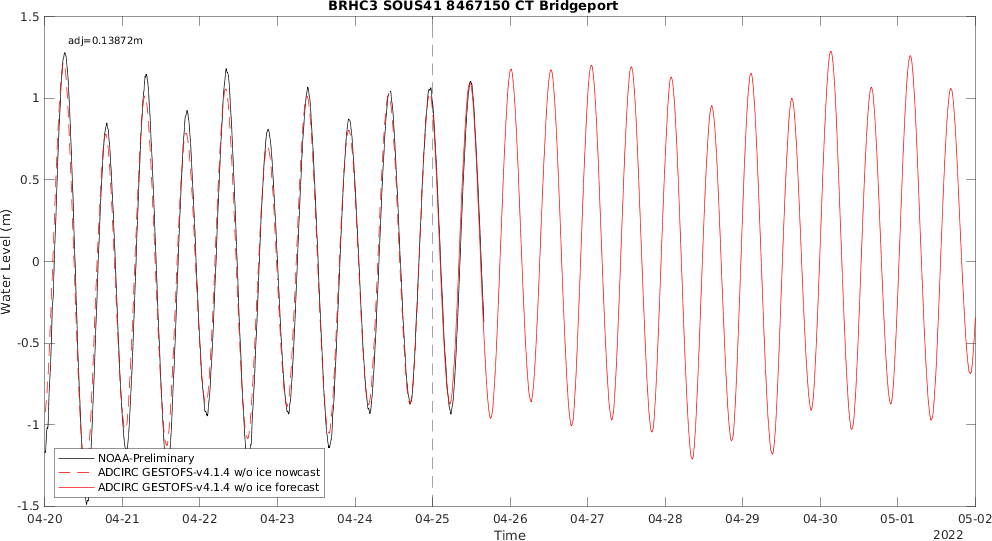 BRHC3 SOUS41 8467150 CT Bridgeport
adj=0.13872m
1.5
1
0.5
0
-0.5
-1
-1.5
Water Level (m)
NOAA-Preliminary
ADCIRC GESTOFS-v4.1.4 w/o ice nowcast
ADCIRC GESTOFS-v4.1.4 w/o ice forecast
04-20 04-21 04-22 04-23 04-24 04-25 04-26 04-27 04-28 04-29 04-30 05-01 05-02
Time
2022